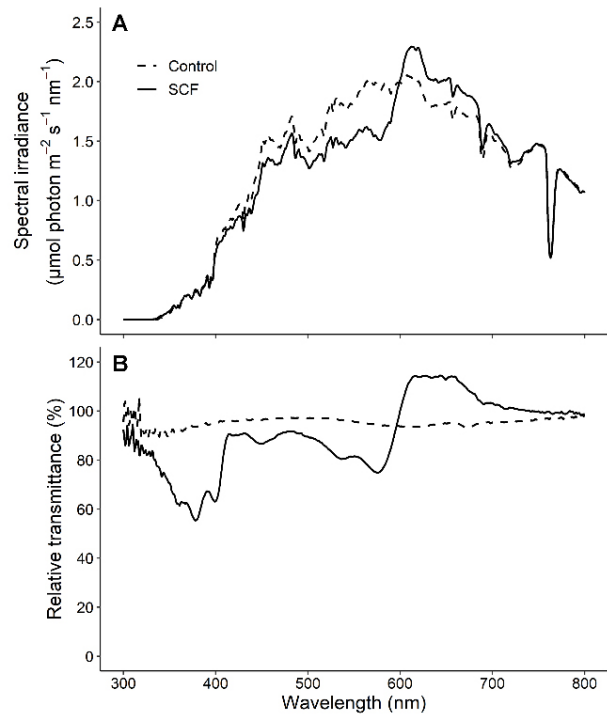 A
Control
SCF
Spectral irradiance
(μmol photon m⁻² s⁻¹ nm⁻¹)
2.5
2.0
1.5
1.0
0.5
0.0
B
Relative transmittance (%)
120
100
80
60
40
20
0
300 400 500 600 700 800
Wavelength (nm)